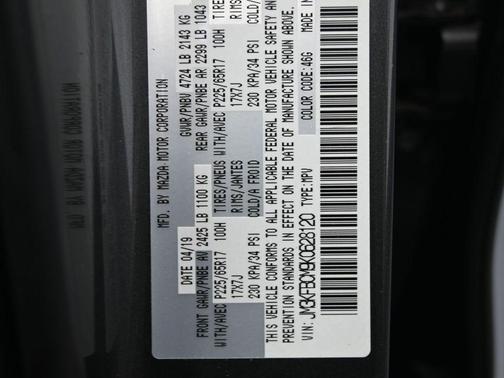 MFD. BY MAZDA MOTOR CORPORATION
DATE 04/19 GVWR/PNBV 4724 LB 2143 KG
FRONT GAWR/PNBE AV 2425 LB 1100 KG REAR GAWR/PNBE AR 2299 LB 1043
WITH/AVEC P225/65R17 100H TIRES/PNEUS WITH/AVEC P225/65R17 100H TIRES/
17X7J RIMS/JANTES 17X7J RIMS
230 KPA/34 PSI COLD/A FROID 230 KPA/34 PSI COLD/
THIS VEHICLE CONFORMS TO ALL APPLICABLE FEDERAL MOTOR VEHICLE SAFETY AN
PREVENTION STANDARDS IN EFFECT ON THE DATE OF MANUFACTURE SHOWN ABOVE.
VIN: JM3KFBCM9K0628120 TYPE: MPV COLOR CODE: 46G